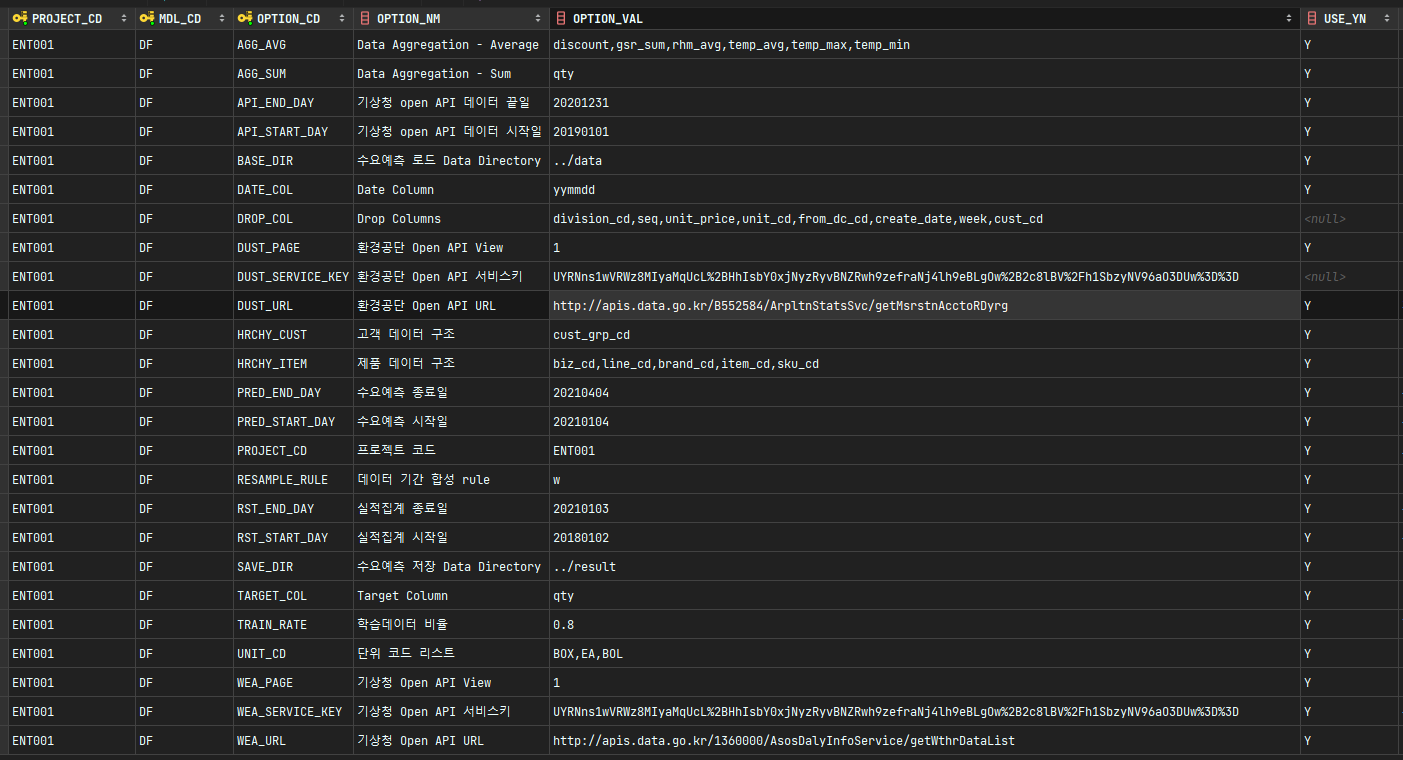 PROJECT_CD MDL_CD OPTION_CD OPTION_NM OPTION_VAL USE_YN
ENT001 DF AGG_AVG Data Aggregation - Average discount,gsr_sum,rhm_avg,temp_avg,temp_max,temp_min Y
ENT001 DF AGG_SUM Data Aggregation - Sum qty Y
ENT001 DF API_END_DAY 기상청 open API 데이터 끝일 20201231 Y
ENT001 DF API_START_DAY 기상청 open API 데이터 시작일 20190101 Y
ENT001 DF BASE_DIR 수요예측 로드 Data Directory ../data Y
ENT001 DF DATE_COL Date Column yymmdd Y
ENT001 DF DROP_COL Drop Columns division_cd,seq,unit_price,unit_cd,from_dc_cd,create_date,week,cust_cd <null>
ENT001 DF DUST_PAGE 환경공단 Open API View 1 Y
ENT001 DF DUST_SERVICE_KEY 환경공단 Open API 서비스키 UYRNns1wVRWz8MIyaMqUcL%2BHhIsbY0xjNyzRyvBNZRwh9zefraNj4lh9eBLgOw%2B2c8lBV%2Fh1SbzyNV96aO3DUw%3D%3D <null>
ENT001 DF DUST_URL 환경공단 Open API URL http://apis.data.go.kr/B552584/ArpltnStatsSvc/getMsrstnAcctoRDyrg Y
ENT001 DF HRCHY_CUST 고객 데이터 구조 cust_grp_cd Y
ENT001 DF HRCHY_ITEM 제품 데이터 구조 biz_cd,line_cd,brand_cd,item_cd,sku_cd Y
ENT001 DF PRED_END_DAY 수요예측 종료일 20210404 Y
ENT001 DF PRED_START_DAY 수요예측 시작일 20210104 Y
ENT001 DF PROJECT_CD 프로젝트 코드 ENT001 Y
ENT001 DF RESAMPLE_RULE 데이터 기간 합성 rule w Y
ENT001 DF RST_END_DAY 실적집계 종료일 20210103 Y
ENT001 DF RST_START_DAY 실적집계 시작일 20180102 Y
ENT001 DF SAVE_DIR 수요예측 저장 Data Directory ../result Y
ENT001 DF TARGET_COL Target Column qty Y
ENT001 DF TRAIN_RATE 학습데이터 비율 0.8 Y
ENT001 DF UNIT_CD 단위 코드 리스트 BOX,EA,BOL Y
ENT001 DF WEA_PAGE 기상청 Open API View 1 Y
ENT001 DF WEA_SERVICE_KEY 기상청 Open API 서비스키 UYRNns1wVRWz8MIyaMqUcL%2BHhIsbY0xjNyzRyvBNZRwh9zefraNj4lh9eBLgOw%2B2c8lBV%2Fh1SbzyNV96aO3DUw%3D%3D Y
ENT001 DF WEA_URL 기상청 Open API URL http://apis.data.go.kr/1360000/AsosDalyInfoService/getWthrDataList Y